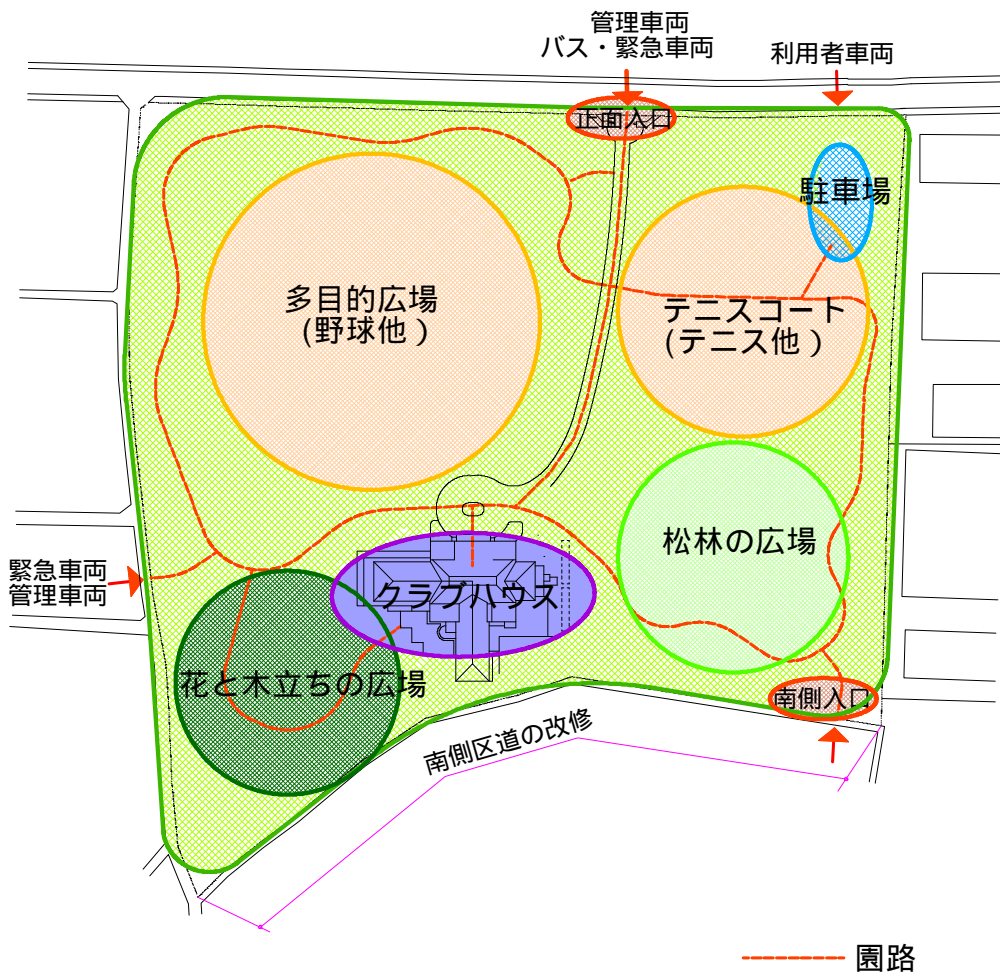 管理車両
バス・緊急車両
利用者車両
正面入口
駐車場
多目的広場
(野球他）
テニスコート
(テニス他）
松林の広場
緊急車両
管理車両
クラブハウス
花と木立ちの広場
南側入口
南側区道の改修
園路